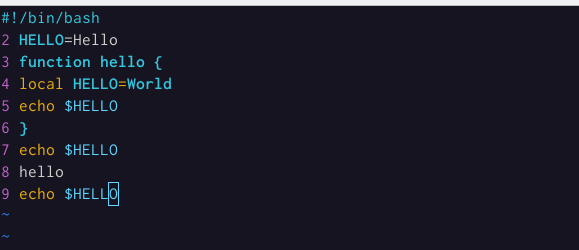 #!/bin/bash
2 HELLO=Hello
3 function hello {
4 local HELLO=World
5 echo $HELLO
6 }
7 echo $HELLO
8 hello
9 echo $HELLO
~
~